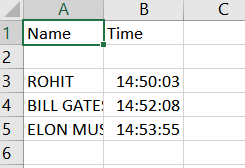 A B C
1 Name Time
2
3 ROHIT 14:50:03
4 BILL GATES 14:52:08
5 ELON MUS 14:53:55
6